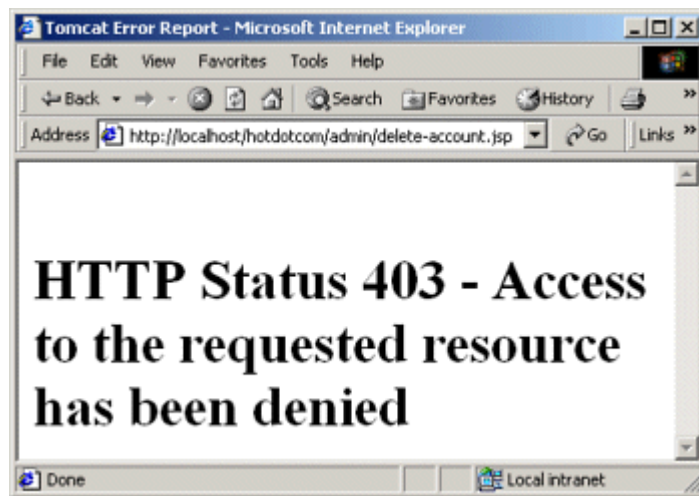 Tomcat Error Report - Microsoft Internet Explorer
File Edit View Favorites Tools Help
Back Search Favorites History »
Address http://localhost/hotdotcom/admin/delete-account.jsp Go Links »
HTTP Status 403 - Access
to the requested resource
has been denied
Done Local intranet